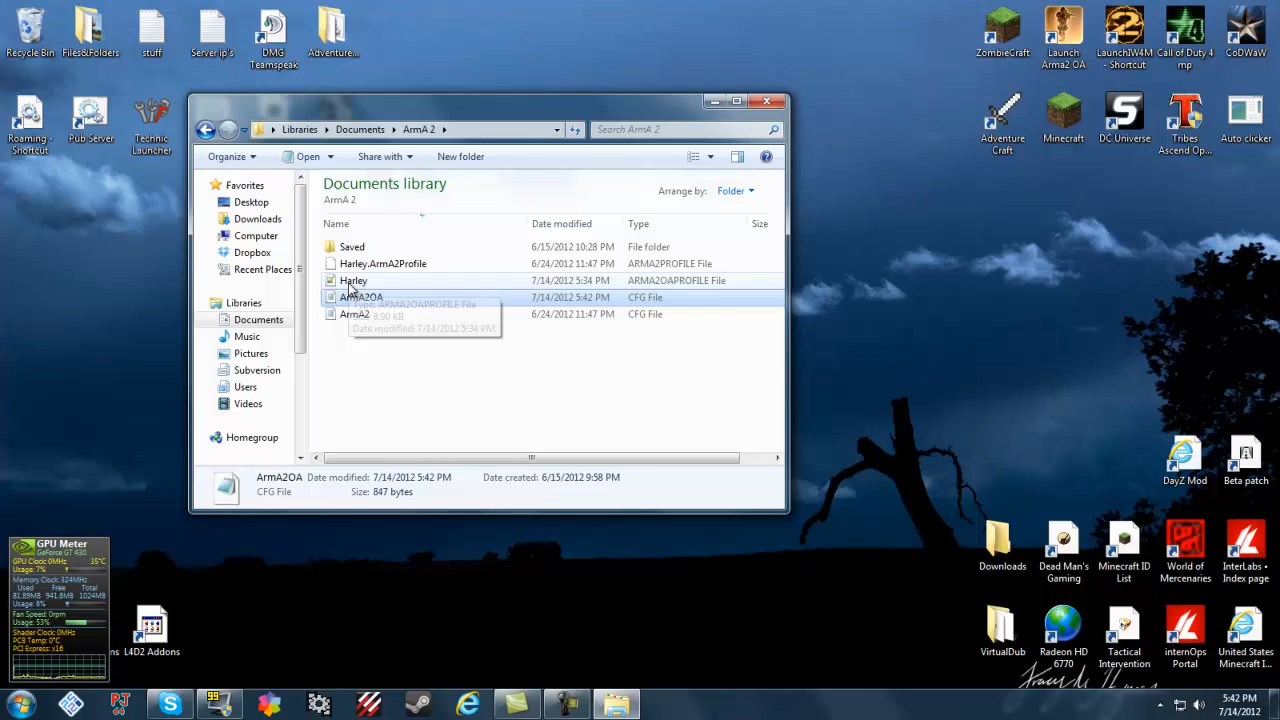 Recycle Bin
Files&Folders
stuff
Server ip's
DMG Teamspeak
Adventure...
ZombieCraft
Launch Arma2 OA
LaunchIW4M - Shortcut
Call of Duty 4 mp
CoDWaW
Roaming - Shortcut
Pub Server
Technic Launcher
Adventure Craft
Minecraft
DC Universe
Tribes Ascend Op...
Auto clicker
Libraries
Documents
ArmA 2
Search ArmA 2
Organize
Open
Share with
New folder
Documents library
ArmA 2
Arrange by:
Folder
Name
Date modified
Type
Size
Saved 6/15/2012 10:28 PM File folder
Harley.ArmA2Profile 6/24/2012 11:47 PM ARMA2PROFILE File
Harley 7/14/2012 5:34 PM ARMA2OAPROFILE File
ArmA2OA 7/14/2012 5:42 PM CFG File
ArmA2 6/24/2012 11:47 PM CFG File
Type: ARMA2OAPROFILE File
8.90 KB
Date modified: 7/14/2012 5:34 PM
Favorites
Desktop
Downloads
Computer
Dropbox
Recent Places
Libraries
Documents
Music
Pictures
Subversion
Users
Videos
Homegroup
ArmA2OA Date modified: 7/14/2012 5:42 PM Date created: 6/15/2012 9:58 PM
CFG File Size: 847 bytes
DayZ Mod
Beta patch
Downloads
Dead Man's Gaming
Minecraft ID List
World of Mercenaries
InterLabs • Index page
VirtualDub
Radeon HD 6770
Tactical Intervention
internOps Portal
United States Minecraft I...
GPU Meter
GeForce GT 430
GPU Clock: 0MHz 35°C
Usage: 7%
Memory Clock: 324MHz
Used Free Total
81.89MB 941.8MB 1024MB
Usage: 8%
Fan Speed: 0rpm
Usage: 53%
Shader Clock: 0MHz
PCB Temp: 0°C
PCI Express: x16
L4D2 Addons
5:42 PM
7/14/2012